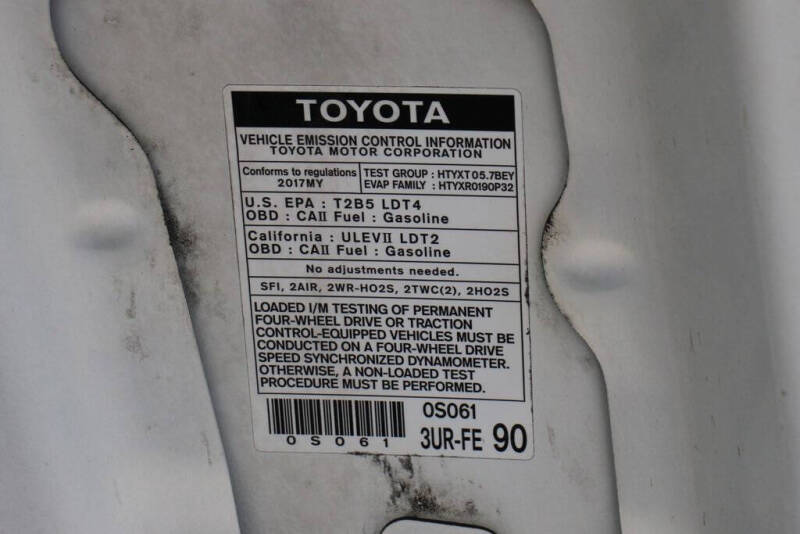 TOYOTA
VEHICLE EMISSION CONTROL INFORMATION
TOYOTA MOTOR CORPORATION
Conforms to regulations
2017MY
TEST GROUP : HTYXT05.7BEY
EVAP FAMILY : HTYXR0190P32
U.S. EPA : T2B5 LDT4
OBD : CAII Fuel : Gasoline
California : ULEVII LDT2
OBD : CAII Fuel : Gasoline
No adjustments needed.
SFI, 2AIR, 2WR-HO2S, 2TWC(2), 2HO2S
LOADED I/M TESTING OF PERMANENT
FOUR-WHEEL DRIVE OR TRACTION
CONTROL-EQUIPPED VEHICLES MUST BE
CONDUCTED ON A FOUR-WHEEL DRIVE
SPEED SYNCHRONIZED DYNAMOMETER.
OTHERWISE, A NON-LOADED TEST
PROCEDURE MUST BE PERFORMED.
0S061
0S061
3UR-FE 90